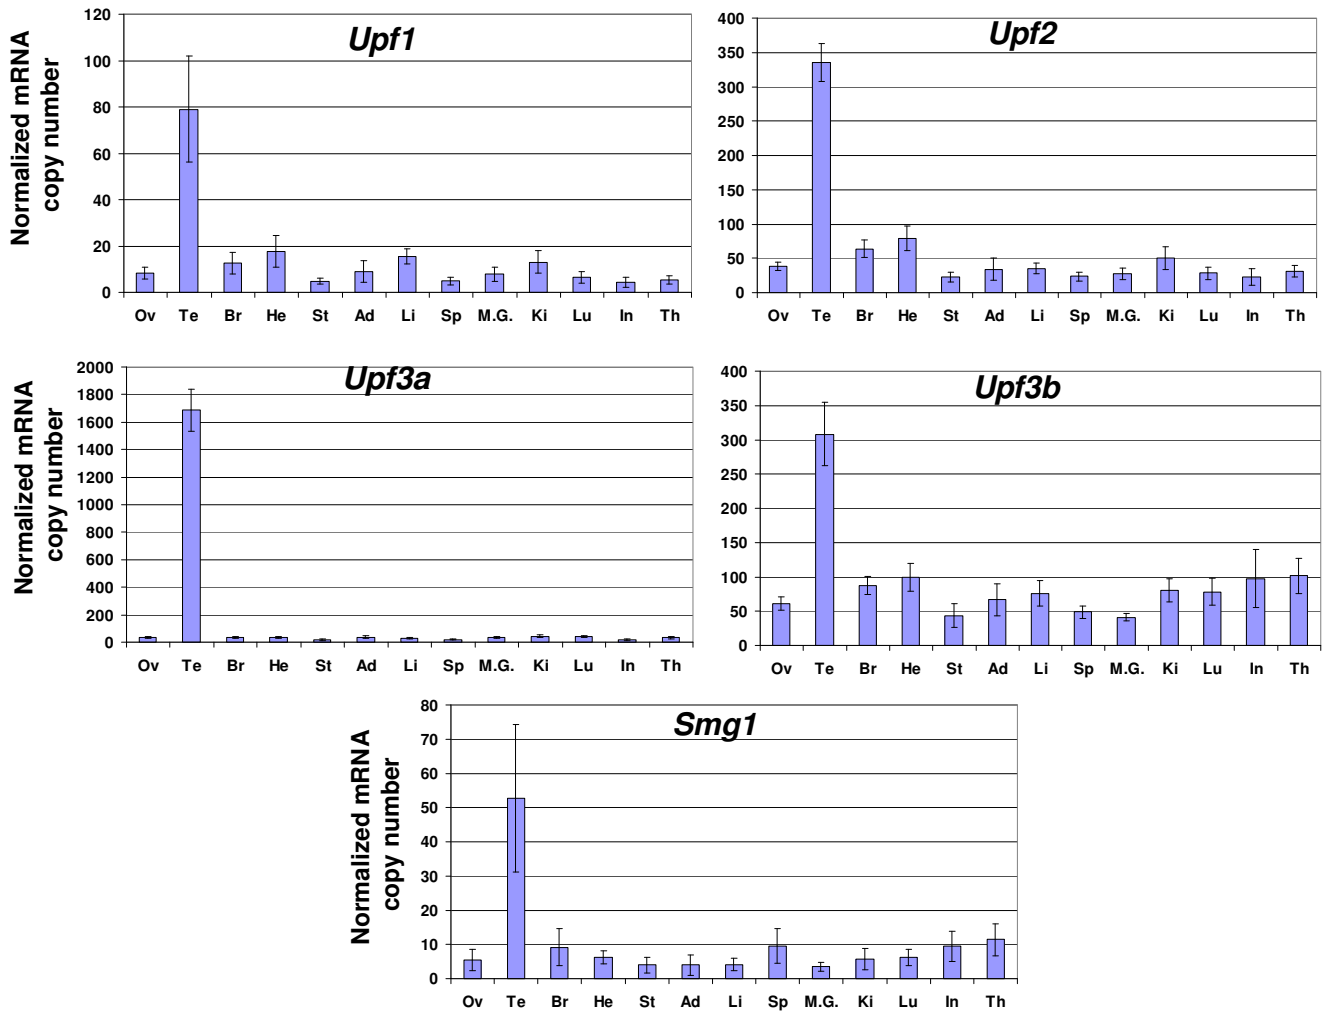 Upf1
Normalized mRNA
copy number
120
100
80
60
40
20
0
Ov Te Br He St Ad Li Sp M.G. Ki Lu In Th
Upf2
400
350
300
250
200
150
100
50
0
Ov Te Br He St Ad Li Sp M.G. Ki Lu In Th
Upf3a
Normalized mRNA
copy number
2000
1800
1600
1400
1200
1000
800
600
400
200
0
Ov Te Br He St Ad Li Sp M.G. Ki Lu In Th
Upf3b
400
350
300
250
200
150
100
50
0
Ov Te Br He St Ad Li Sp M.G. Ki Lu In Th
Smg1
Normalized mRNA
copy number
80
70
60
50
40
30
20
10
0
Ov Te Br He St Ad Li Sp M.G. Ki Lu In Th